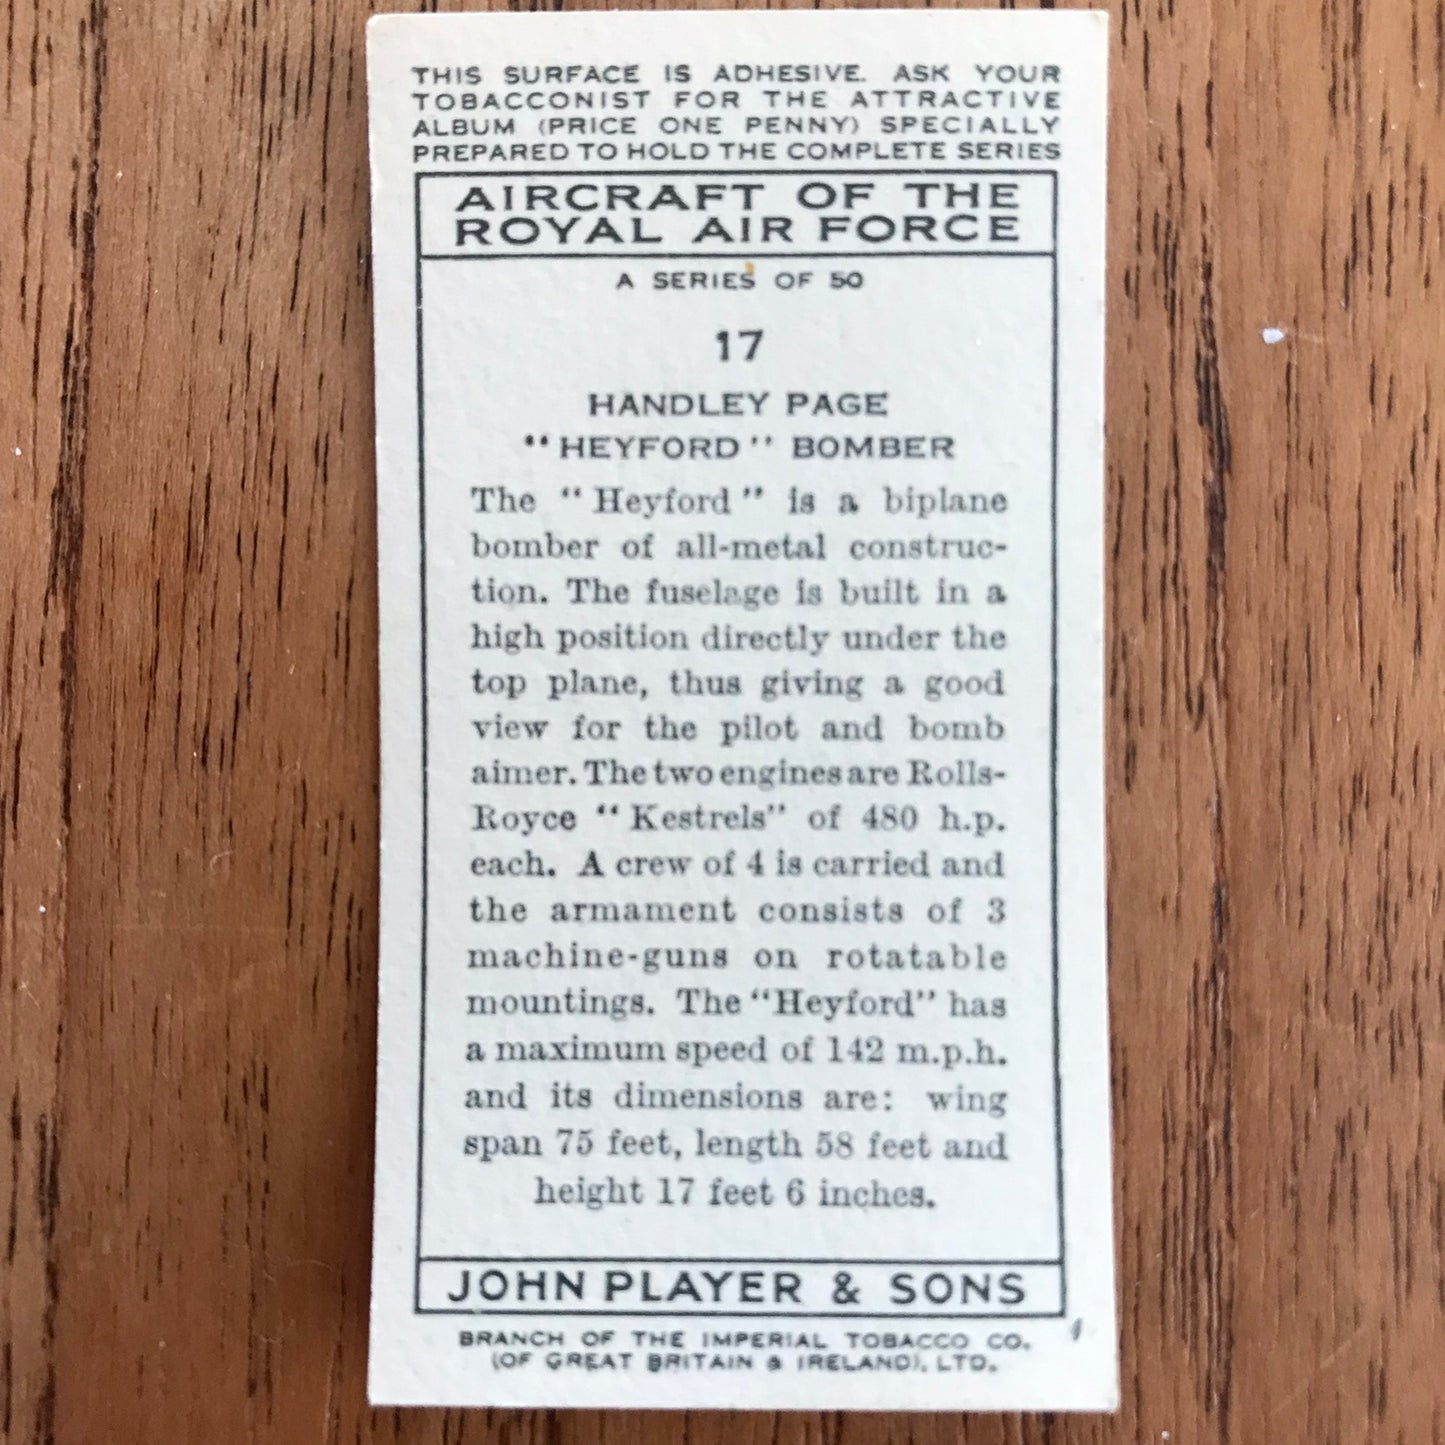 THIS SURFACE IS ADHESIVE. ASK YOUR
TOBACCONIST FOR THE ATTRACTIVE
ALBUM (PRICE ONE PENNY) SPECIALLY
PREPARED TO HOLD THE COMPLETE SERIES
AIRCRAFT OF THE
ROYAL AIR FORCE
A SERIES OF 50
17
HANDLEY PAGE
"HEYFORD" BOMBER
The "Heyford" is a biplane
bomber of all-metal construc-
tion. The fuselage is built in a
high position directly under the
top plane, thus giving a good
view for the pilot and bomb
aimer. The two engines are Rolls-
Royce "Kestrels" of 480 h.p.
each. A crew of 4 is carried and
the armament consists of 3
machine-guns on rotatable
mountings. The "Heyford" has
a maximum speed of 142 m.p.h.
and its dimensions are: wing
span 75 feet, length 58 feet and
height 17 feet 6 inches.
JOHN PLAYER & SONS
BRANCH OF THE IMPERIAL TOBACCO CO.
(OF GREAT BRITAIN & IRELAND), LTD.